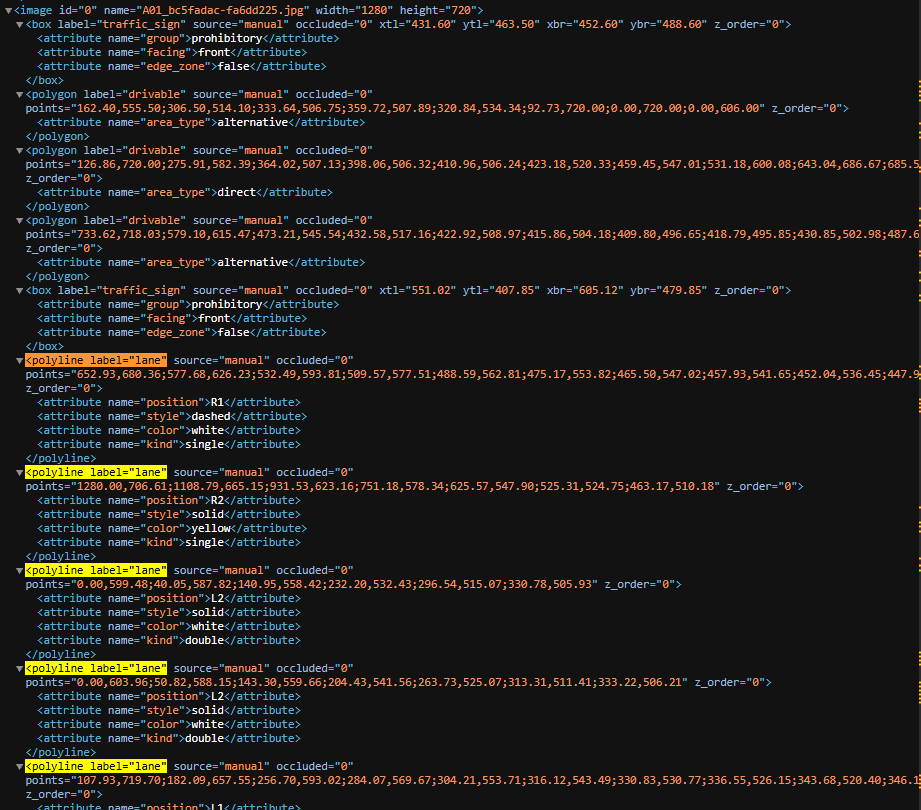 ▼<image id="0" name="A01_bc5fadac-fa6dd225.jpg" width="1280" height="720">
▼<box label="traffic_sign" source="manual" occluded="0" xtl="431.60" ytl="463.50" xbr="452.60" ybr="488.60" z_order="0">
<attribute name="group">prohibitory</attribute>
<attribute name="facing">front</attribute>
<attribute name="edge_zone">false</attribute>
</box>
▼<polygon label="drivable" source="manual" occluded="0"
points="162.40,555.50;306.50,514.10;333.64,506.75;359.72,507.89;320.84,534.34;92.73,720.00;0.00,720.00;0.00,606.00" z_order="0">
<attribute name="area_type">alternative</attribute>
</polygon>
▼<polygon label="drivable" source="manual" occluded="0"
points="126.86,720.00;275.91,582.39;364.02,507.13;398.06,506.32;410.96,506.24;423.18,520.33;459.45,547.01;531.18,600.08;643.04,686.67;685.5
z_order="0">
<attribute name="area_type">direct</attribute>
</polygon>
▼<polygon label="drivable" source="manual" occluded="0"
points="733.62,718.03;579.10,615.47;473.21,545.54;432.58,517.16;422.92,508.97;415.86,504.18;409.80,496.65;418.79,495.85;430.85,502.98;487.6
z_order="0">
<attribute name="area_type">alternative</attribute>
</polygon>
▼<box label="traffic_sign" source="manual" occluded="0" xtl="551.02" ytl="407.85" xbr="605.12" ybr="479.85" z_order="0">
<attribute name="group">prohibitory</attribute>
<attribute name="facing">front</attribute>
<attribute name="edge_zone">false</attribute>
</box>
▼<polyline label="lane" source="manual" occluded="0"
points="652.93,680.36;577.68,626.23;532.49,593.81;509.57,577.51;488.59,562.81;475.17,553.82;465.50,547.02;457.93,541.65;452.04,536.45;447.9
z_order="0">
<attribute name="position">R1</attribute>
<attribute name="style">dashed</attribute>
<attribute name="color">white</attribute>
<attribute name="kind">single</attribute>
</polyline>
▼<polyline label="lane" source="manual" occluded="0"
points="1280.00,706.61;1108.79,665.15;931.53,623.16;751.18,578.34;625.57,547.90;525.31,524.75;463.17,510.18" z_order="0">
<attribute name="position">R2</attribute>
<attribute name="style">solid</attribute>
<attribute name="color">yellow</attribute>
<attribute name="kind">single</attribute>
</polyline>
▼<polyline label="lane" source="manual" occluded="0"
points="0.00,599.48;40.05,587.82;140.95,558.42;232.20,532.43;296.54,515.07;330.78,505.93" z_order="0">
<attribute name="position">L2</attribute>
<attribute name="style">solid</attribute>
<attribute name="color">white</attribute>
<attribute name="kind">double</attribute>
</polyline>
▼<polyline label="lane" source="manual" occluded="0"
points="0.00,603.96;50.82,588.15;143.30,559.66;204.43,541.56;263.73,525.07;313.31,511.41;333.22,506.21" z_order="0">
<attribute name="position">L2</attribute>
<attribute name="style">solid</attribute>
<attribute name="color">white</attribute>
<attribute name="kind">double</attribute>
</polyline>
▼<polyline label="lane" source="manual" occluded="0"
points="107.93,719.70;182.09,657.55;256.70,593.02;284.07,569.67;304.21,553.71;316.12,543.49;330.83,530.77;336.55,526.15;343.68,520.40;346.1
z_order="0">
<attribute name="position">L1</attribute>